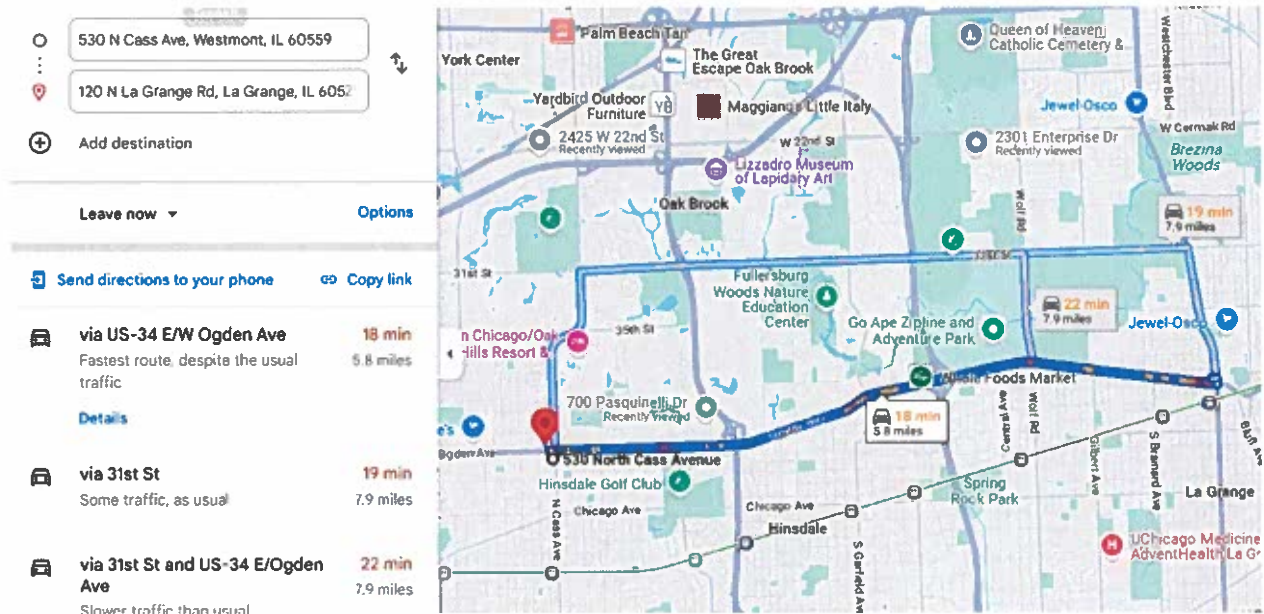 530 N Cass Ave, Westmont, IL 60559
120 N La Grange Rd, La Grange, IL 6052
Add destination
Leave now
Options
Send directions to your phone
Copy link
via US-34 E/W Ogden Ave
18 min
Fastest route, despite the usual
traffic
5.8 miles
Details
via 31st St
19 min
Some traffic, as usual
7.9 miles
via 31st St and US-34 E/Ogden
Ave
22 min
7.9 miles
Slower traffic than usual
Palm Beach Tan
York Center
The Great
Escape Oak Brook
Queen of Heaven
Catholic Cemetery &
Westchester Blvd
Yardbird Outdoor
Furniture
YB
Maggiano's Little Italy
Jewel-Osco
2425 W 22nd St
Recently viewed
W 22nd St
2301 Enterprise Dr
Recently viewed
W Cermak Rd
Brezina
Woods
Lizzadro Museum
of Lapidary Art
Oak Brook
Wolf Rd
19 min
7.9 miles
31st St
Fullersburg
Woods Nature
Education
Center
22 min
7.9 miles
35th St
n Chicago/Oak
Hills Resort &
Go Ape Zipline and
Adventure Park
Jewel-Osco
Whole Foods Market
700 Pasquinelli Dr
Recently viewed
18 min
5.8 miles
e's
Ogden Ave
530 North Cass Avenue
Hinsdale Golf Club
Central Ave
Wolf Rd
Gilbert Ave
S Brainard Ave
Bluff Ave
Spring
Rock Park
La Grange
N Cass Ave
Chicago Ave
Chicago Ave
Hinsdale
S Garfield Ave
UChicago Medicine
AdventHealth La Gr